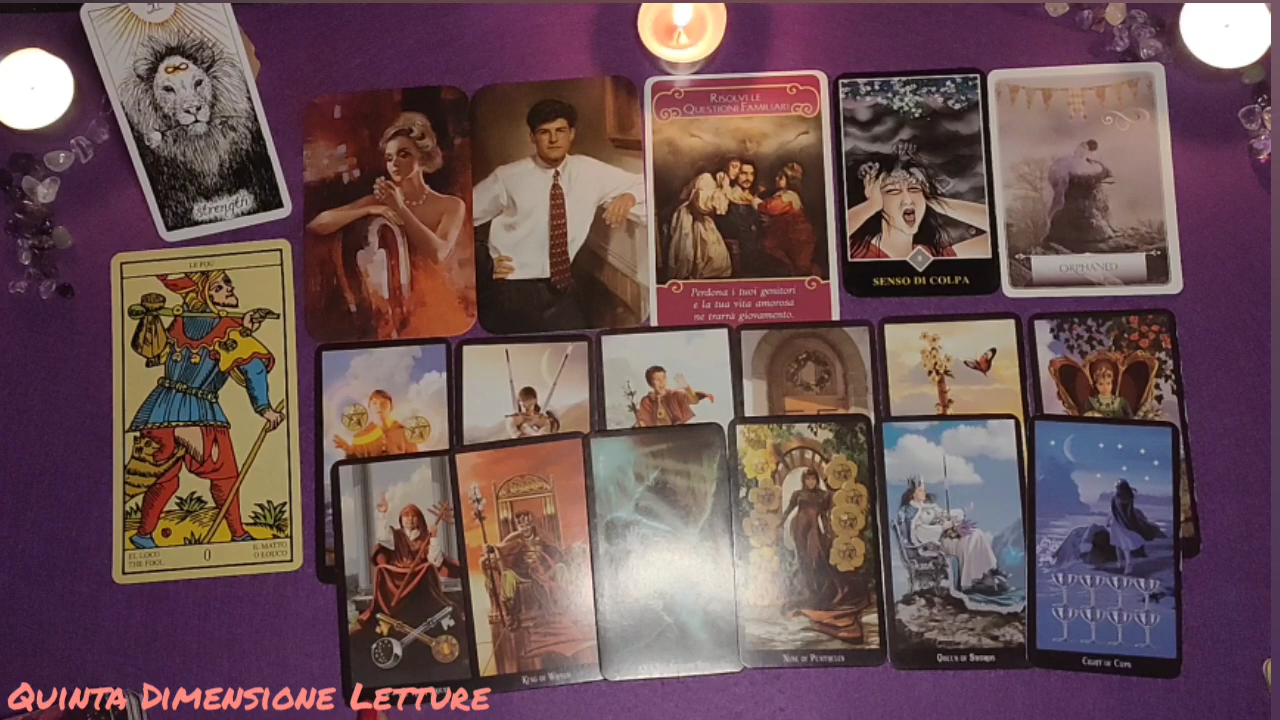 strength
LE FOU
EL LOCO
THE FOOL
0
IL MATTO
O LOUCO
RISOLVI LE
QUESTIONI FAMILIARI
Perdona i tuoi genitori
e la tua vita amorosa
ne trarrà giovamento.
SENSO DI COLPA
ORPHANED
KING OF WANDS
NINE OF PENTACLES
QUEEN OF SWORDS
EIGHT OF CUPS
QUINTA DIMENSIONE LETTURE